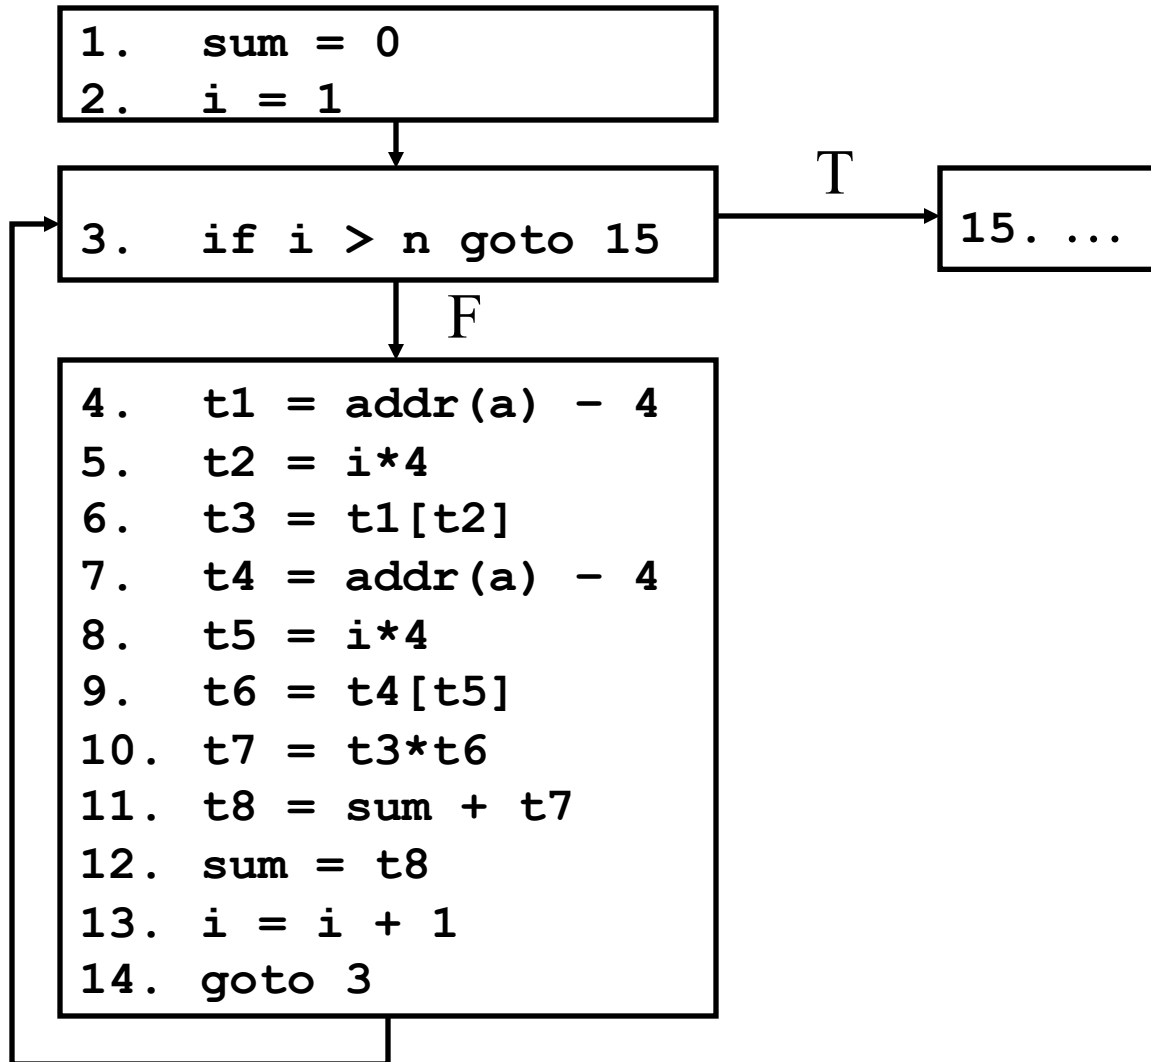 1. sum = 0
2. i = 1
3. if i > n goto 15
T
15. ...
F
4. t1 = addr(a) – 4
5. t2 = i*4
6. t3 = t1[t2]
7. t4 = addr(a) – 4
8. t5 = i*4
9. t6 = t4[t5]
10. t7 = t3*t6
11. t8 = sum + t7
12. sum = t8
13. i = i + 1
14. goto 3